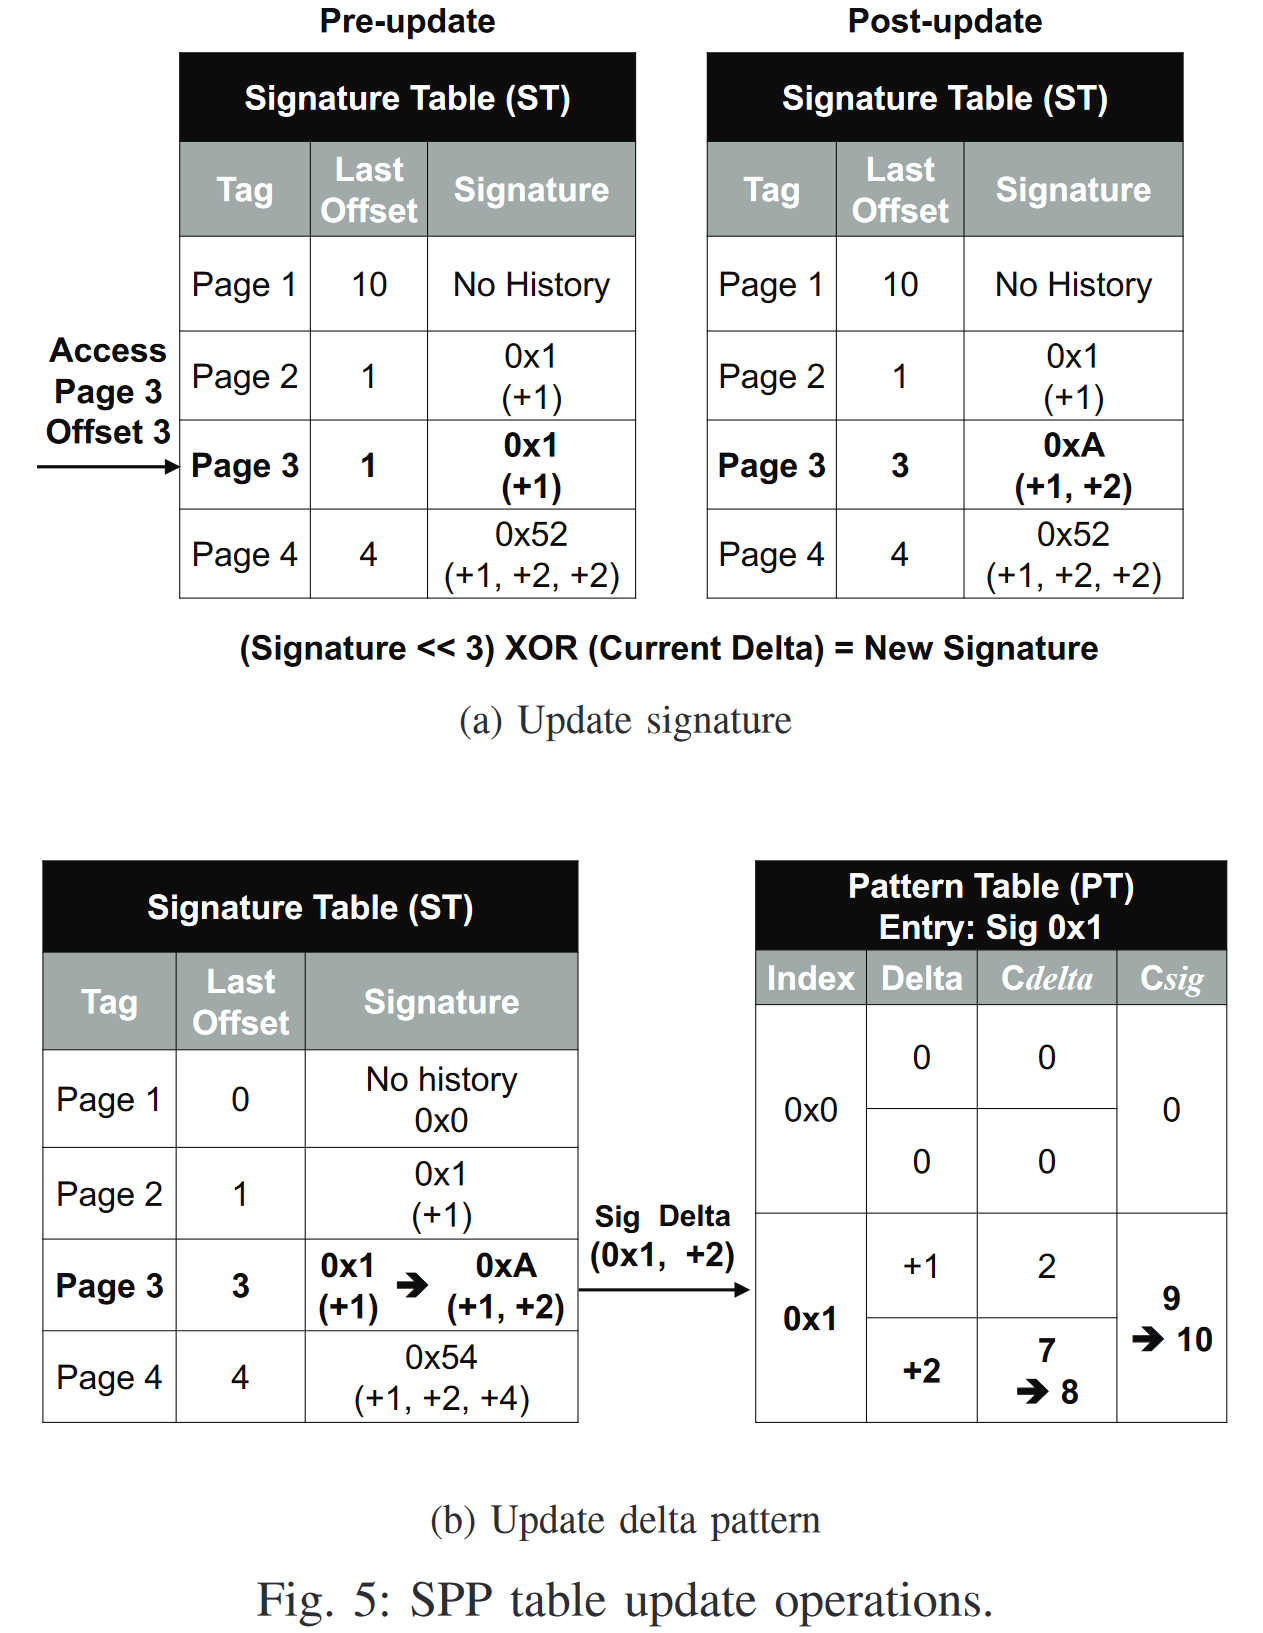 Pre-update
Post-update
Signature Table (ST)
Tag
Last
Offset
Signature
Page 1
10
No History
Page 2
1
0x1
(+1)
Access
Page 3
Offset 3
Page 3
1
0x1
(+1)
Page 4
4
0x52
(+1, +2, +2)
Signature Table (ST)
Tag
Last
Offset
Signature
Page 1
10
No History
Page 2
1
0x1
(+1)
Page 3
3
0xA
(+1, +2)
Page 4
4
0x52
(+1, +2, +2)
(Signature << 3) XOR (Current Delta) = New Signature
(a) Update signature
Signature Table (ST)
Tag
Last
Offset
Signature
Page 1
0
No history
0x0
Page 2
1
0x1
(+1)
Page 3
3
0x1
(+1)
➔
0xA
(+1, +2)
Page 4
4
0x54
(+1, +2, +4)
Sig Delta
(0x1, +2)
Pattern Table (PT)
Entry: Sig 0x1
Index
Delta
Cdelta
Csig
0x0
0
0
0
0
0
0x1
+1
2
+2
7
➔ 8
9
➔ 10
(b) Update delta pattern
Fig. 5: SPP table update operations.